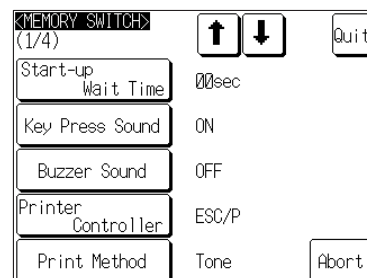 <MEMORY SWITCH>
(1/4)
Quit
Start-up
Wait Time
00sec
Key Press Sound
ON
Buzzer Sound
OFF
Printer
Controller
ESC/P
Print Method
Tone
Abort